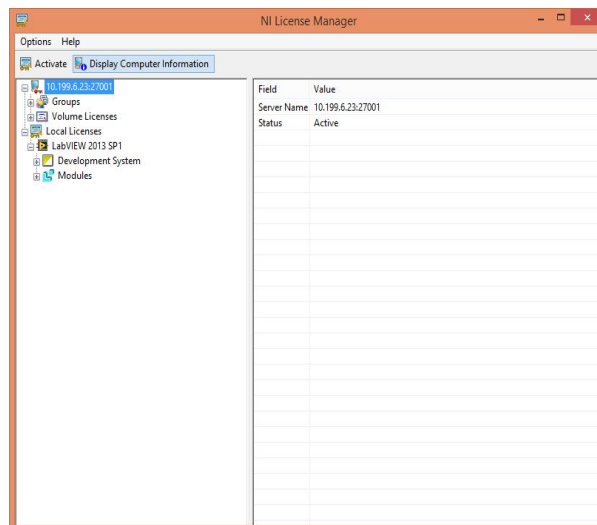 NI License Manager
Options Help
Activate Display Computer Information
10.199.6.23:27001
Groups
Volume Licenses
Local Licenses
LabVIEW 2013 SP1
Development System
Modules
Field Value
Server Name 10.199.6.23:27001
Status Active